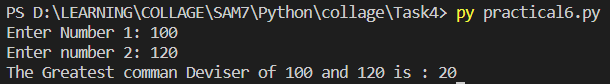 PS D:\LEARNING\COLLAGE\SAM7\Python\collage\Task4> py practical6.py
Enter Number 1: 100
Enter number 2: 120
The Greatest comman Deviser of 100 and 120 is : 20